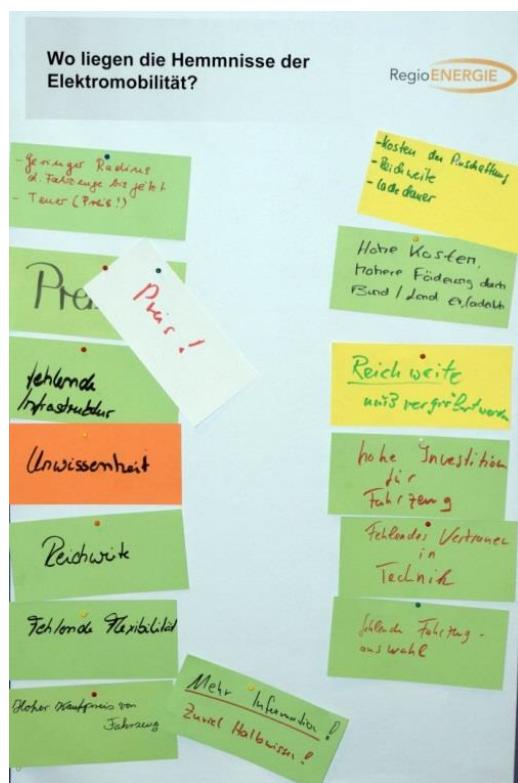 Wo liegen die Hemmnisse der
Elektromobilität?
RegioENERGIE
- Geringer Radius
d. Fahrzeuge bis jetzt
- Teuer (Preis!)
Prei
Preis!
fehlende
Infrastruktur
Unwissenheit
Reichweite
Fehlende Flexibilität
Hoher Kaufpreis von
Fahrzeug
Mehr Information!
Zuviel Halbwissen!
- Kosten der Anschaffung
- Reichweite
- Ladedauer
Hohe Kosten,
Höhere Föderung durch
Bund / Land erforderlich
Reichweite
muß vergrößert werden
hohe Investition
für
Fahrzeug
Fehlendes Vertrauen
in
Technik
fehlende Fahrzeug-
auswahl